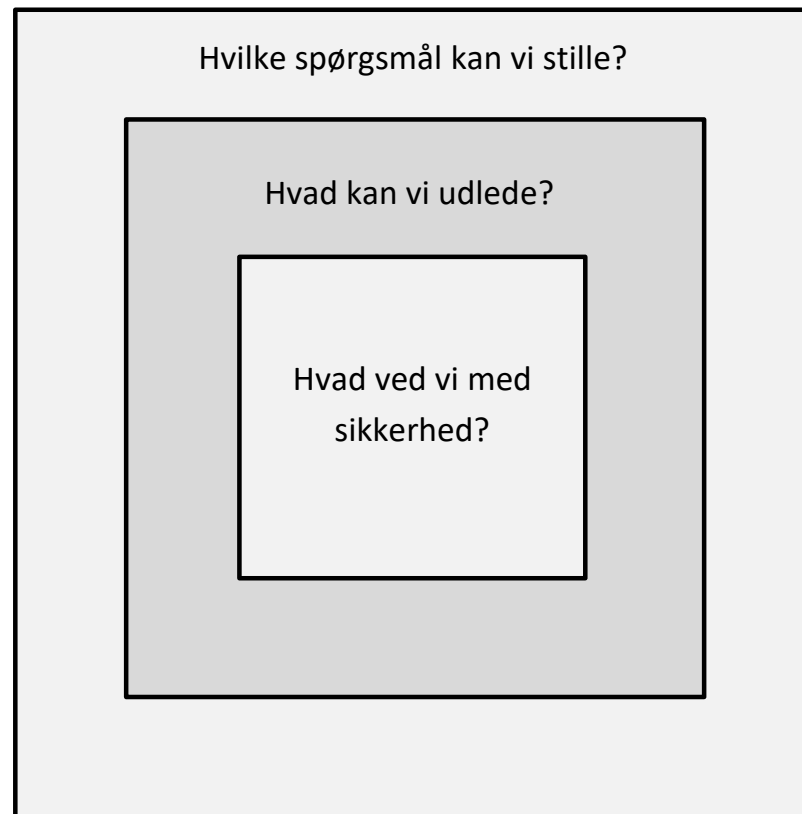 Hvilke spørgsmål kan vi stille?
Hvad kan vi udlede?
Hvad ved vi med
sikkerhed?